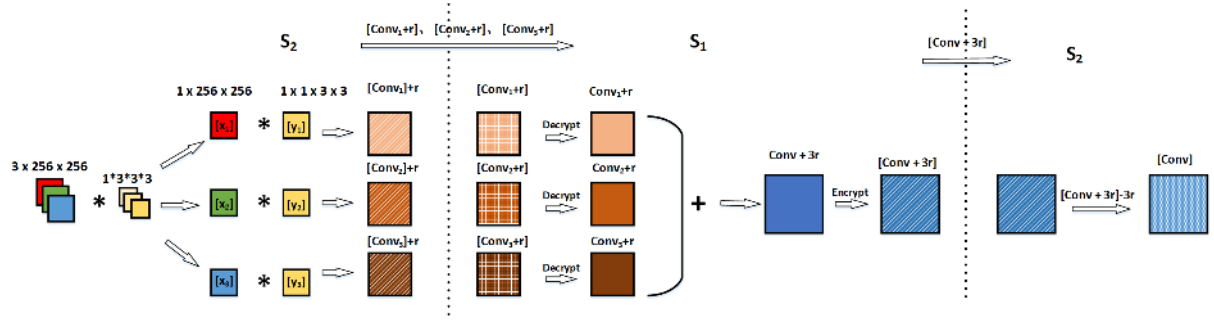 S₂
[Conv₁+r]、 [Conv₂+r]、 [Conv₃+r]
S₁
[Conv + 3r]
S₂
3 x 256 x 256
*
1*3*3*3
1 x 256 x 256
1 x 1 x 3 x 3
[x₁]
*
[y₁]
[Conv₁]+r
[x₂]
*
[y₂]
[Conv₂]+r
[x₃]
*
[y₃]
[Conv₃]+r
[Conv₁+r]
Decrypt
Conv₁+r
[Conv₂+r]
Decrypt
Conv₂+r
[Conv₃+r]
Decrypt
Conv₃+r
+
Conv + 3r
Encrypt
[Conv + 3r]
[Conv + 3r]-3r
[Conv]